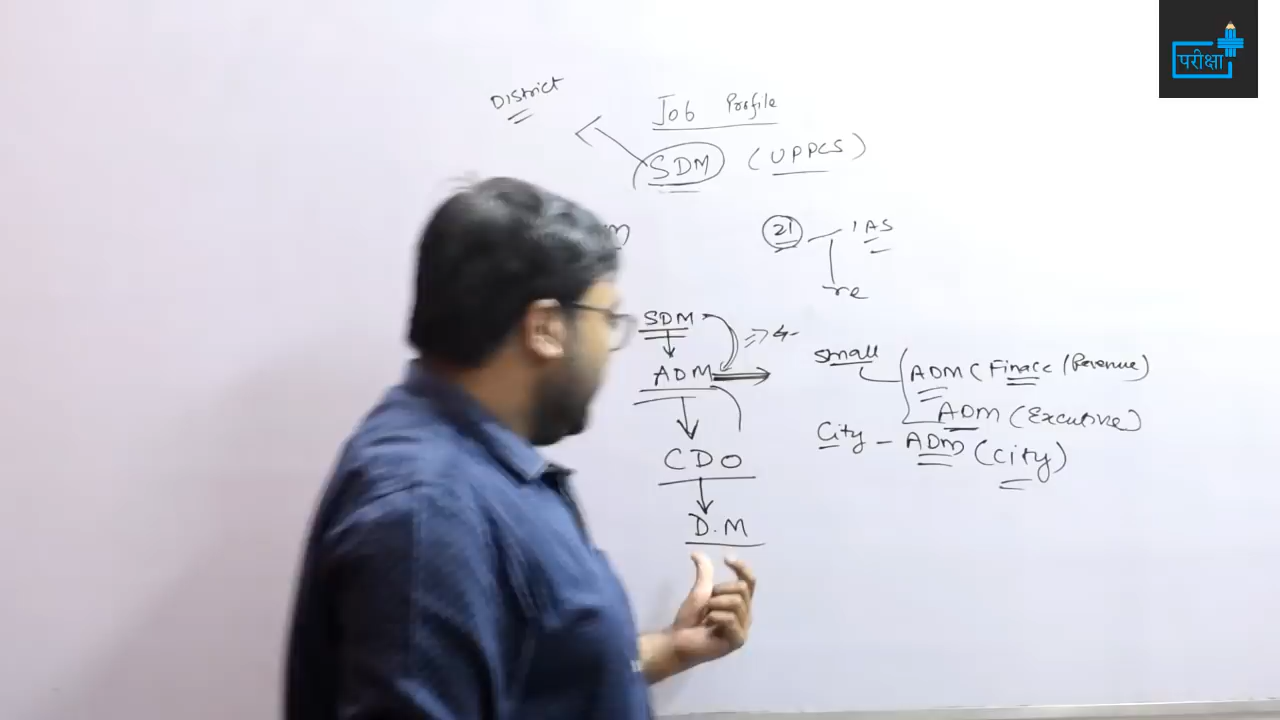 परीक्षा
District
Job Profile
SDM (UPPCS)
21 IAS
re
SDM
ADM
CDO
D.M
small
ADM (Finace / Revenue)
ADM (Executive)
City - ADM (City)